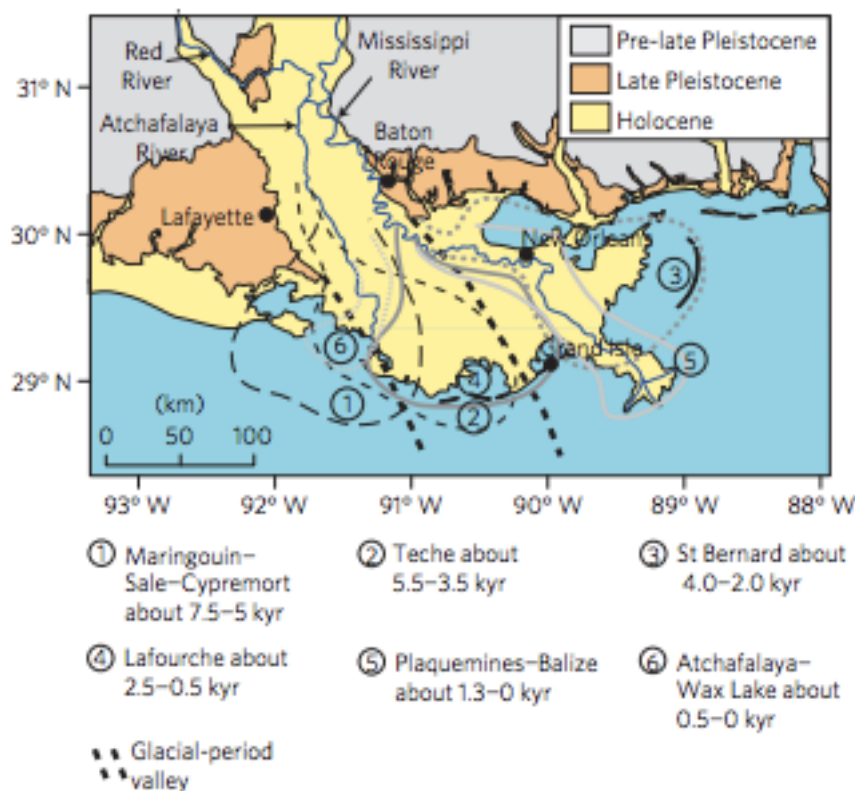 Red
River
Mississippi
River
Pre-late Pleistocene
Late Pleistocene
Holocene
31° N
Atchafalaya
River
Baton
Rouge
Lafayette
30° N
New Orleans
3
Grand Isla
6
5
29° N
4
1
2
(km)
0 50 100
93° W 92° W 91° W 90° W 89° W 88° W
1 Maringouin–
Sale–Cypremort
about 7.5–5 kyr
2 Teche about
5.5–3.5 kyr
3 St Bernard about
4.0–2.0 kyr
4 Lafourche about
2.5–0.5 kyr
5 Plaquemines–Balize
about 1.3–0 kyr
6 Atchafalaya–
Wax Lake about
0.5–0 kyr
Glacial-period
valley